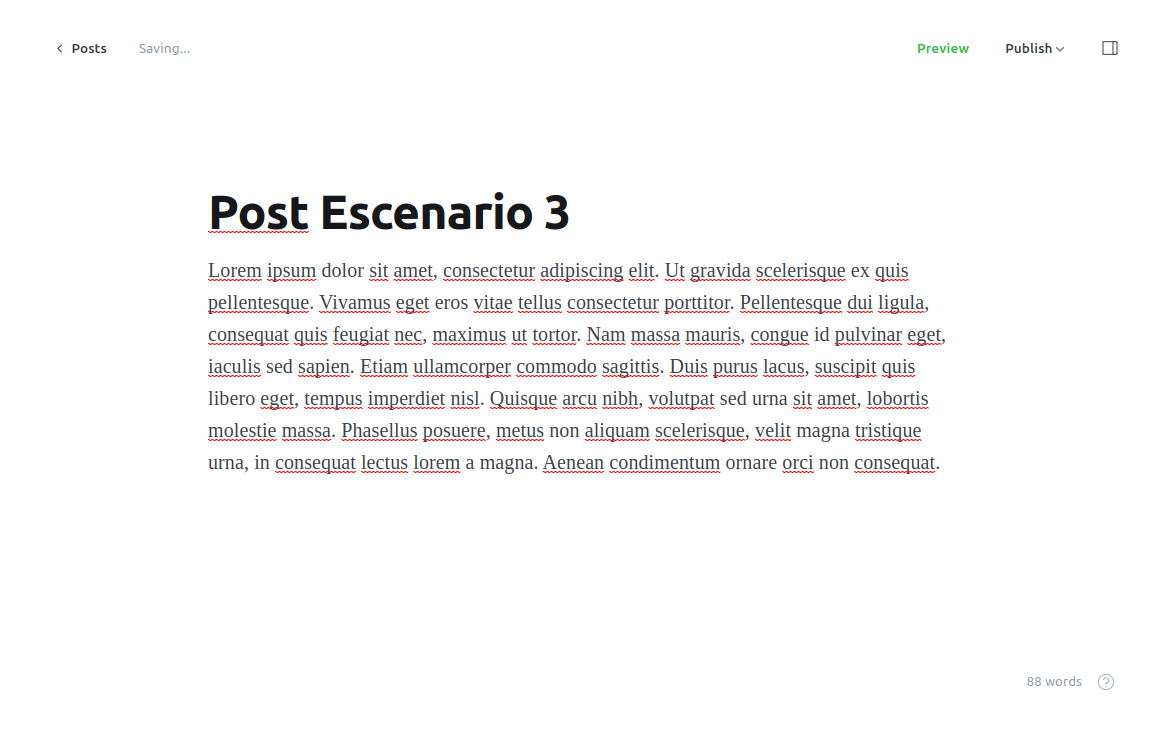 Posts Saving... Preview Publish
Post Escenario 3
Lorem ipsum dolor sit amet, consectetur adipiscing elit. Ut gravida scelerisque ex quis
pellentesque. Vivamus eget eros vitae tellus consectetur porttitor. Pellentesque dui ligula,
consequat quis feugiat nec, maximus ut tortor. Nam massa mauris, congue id pulvinar eget,
iaculis sed sapien. Etiam ullamcorper commodo sagittis. Duis purus lacus, suscipit quis
libero eget, tempus imperdiet nisl. Quisque arcu nibh, volutpat sed urna sit amet, lobortis
molestie massa. Phasellus posuere, metus non aliquam scelerisque, velit magna tristique
urna, in consequat lectus lorem a magna. Aenean condimentum ornare orci non consequat.
88 words ?